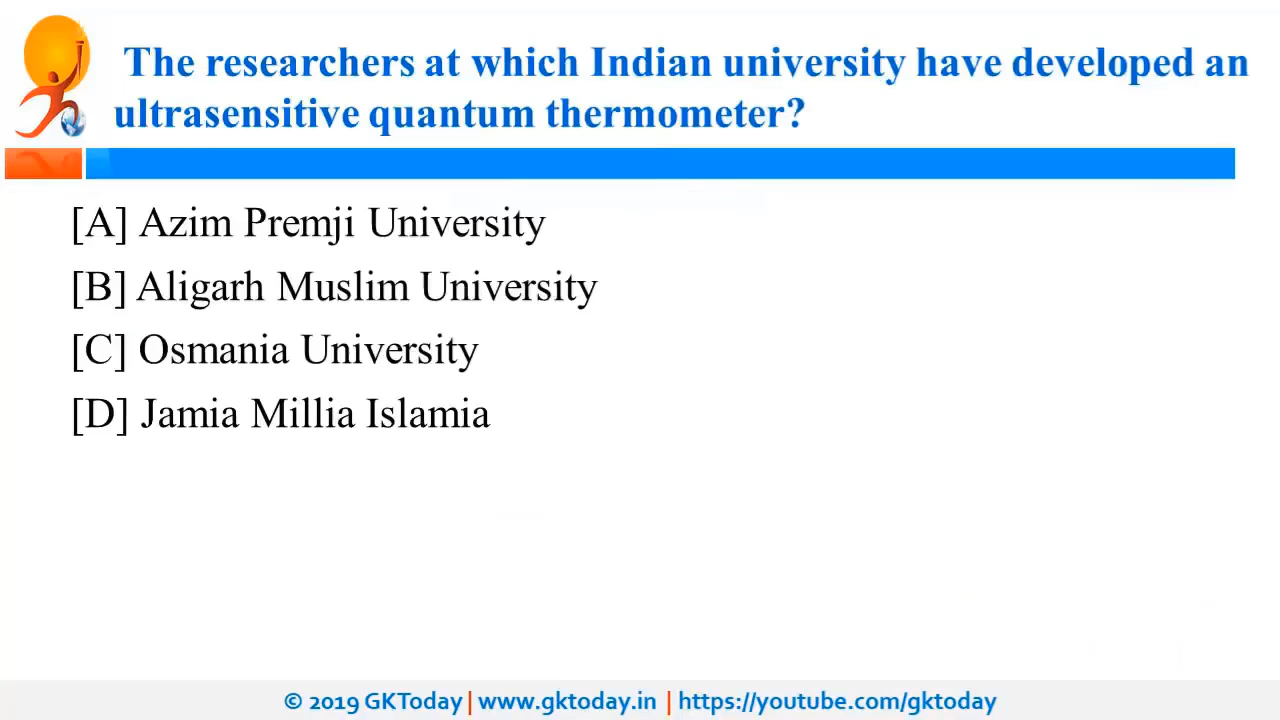 The researchers at which Indian university have developed an
ultrasensitive quantum thermometer?
[A] Azim Premji University
[B] Aligarh Muslim University
[C] Osmania University
[D] Jamia Millia Islamia
© 2019 GKToday | www.gktoday.in | https://youtube.com/gktoday